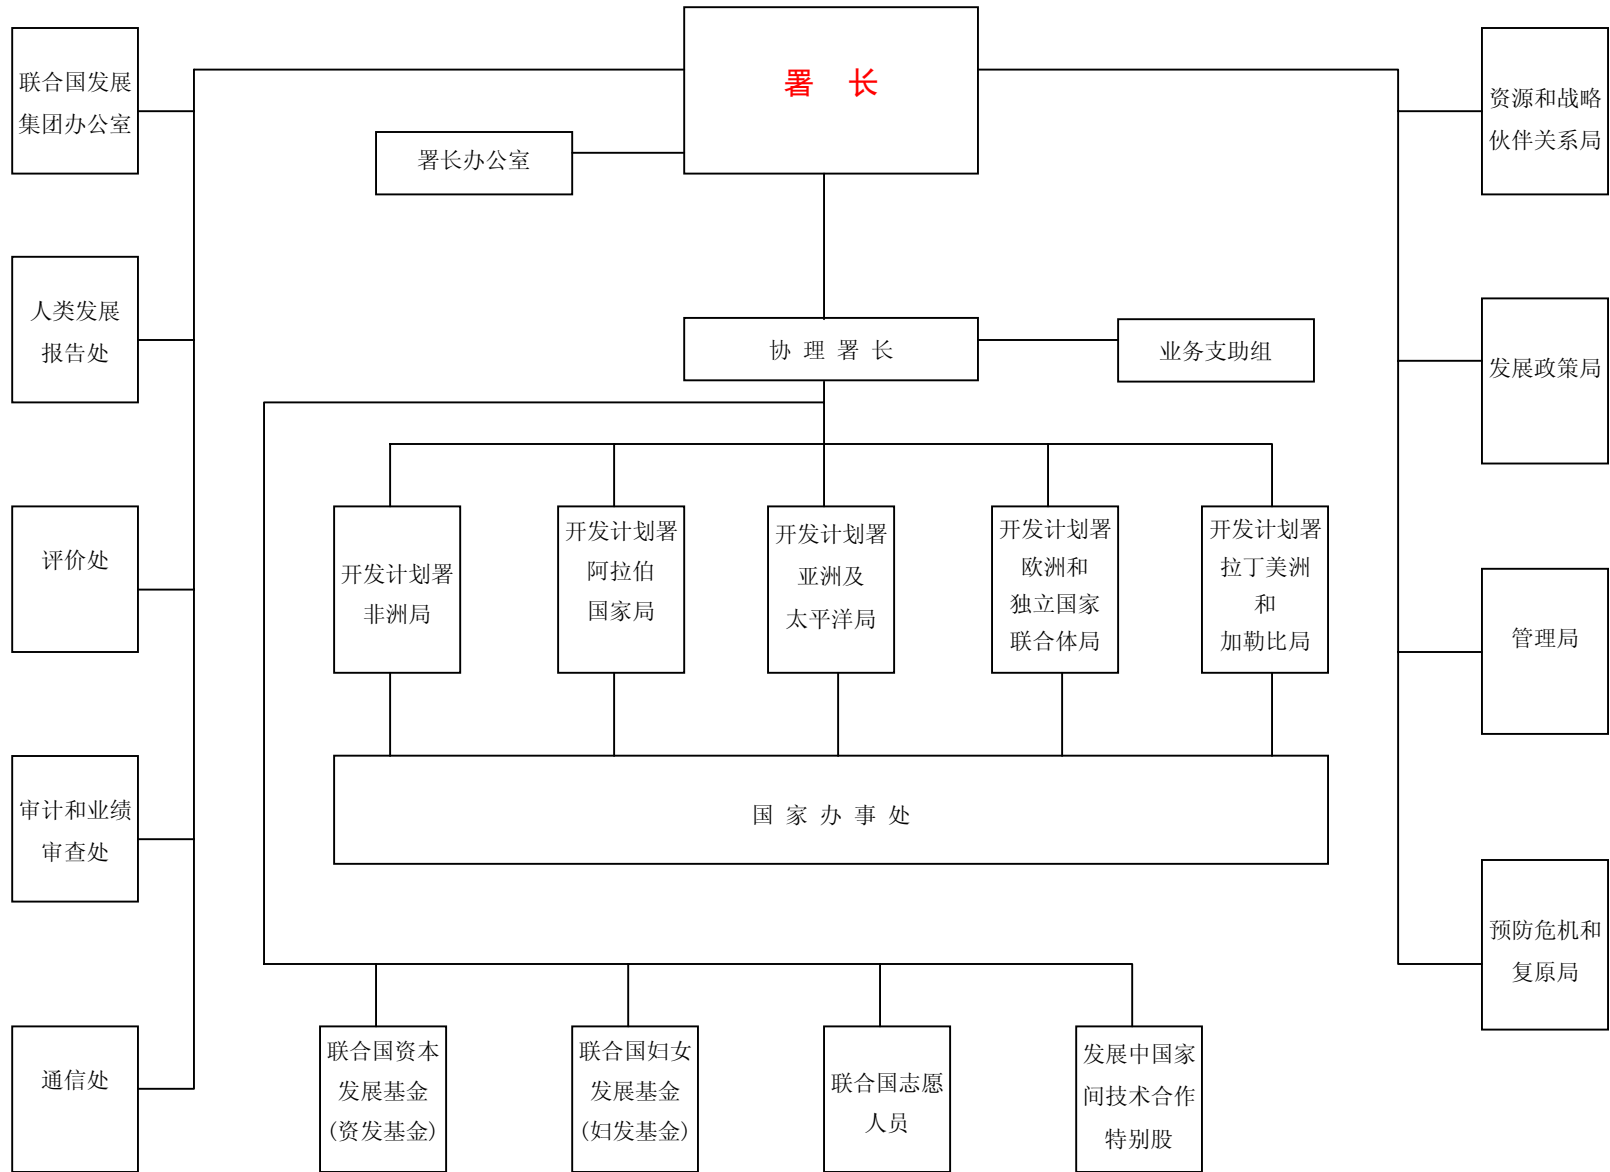 署 长
署长办公室
联合国发展
集团办公室
人类发展
报告处
评价处
审计和业绩
审查处
通信处
资源和战略
伙伴关系局
发展政策局
管理局
预防危机和
复原局
协 理 署 长
业务支助组
开发计划署
非洲局
开发计划署
阿拉伯
国家局
开发计划署
亚洲及
太平洋局
开发计划署
欧洲和
独立国家
联合体局
开发计划署
拉丁美洲
和
加勒比局
国 家 办 事 处
联合国资本
发展基金
(资发基金)
联合国妇女
发展基金
(妇发基金)
联合国志愿
人员
发展中国家
间技术合作
特别股